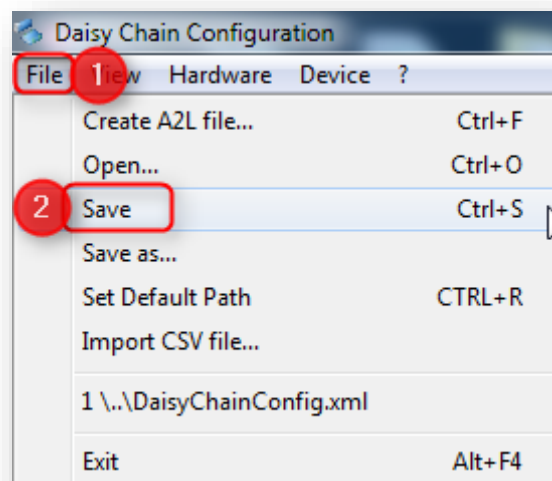 Daisy Chain Configuration
File 1 View Hardware Device ?
Create A2L file... Ctrl+F
Open... Ctrl+O
2 Save Ctrl+S
Save as...
Set Default Path CTRL+R
Import CSV file...
1 \..\DaisyChainConfig.xml
Exit Alt+F4